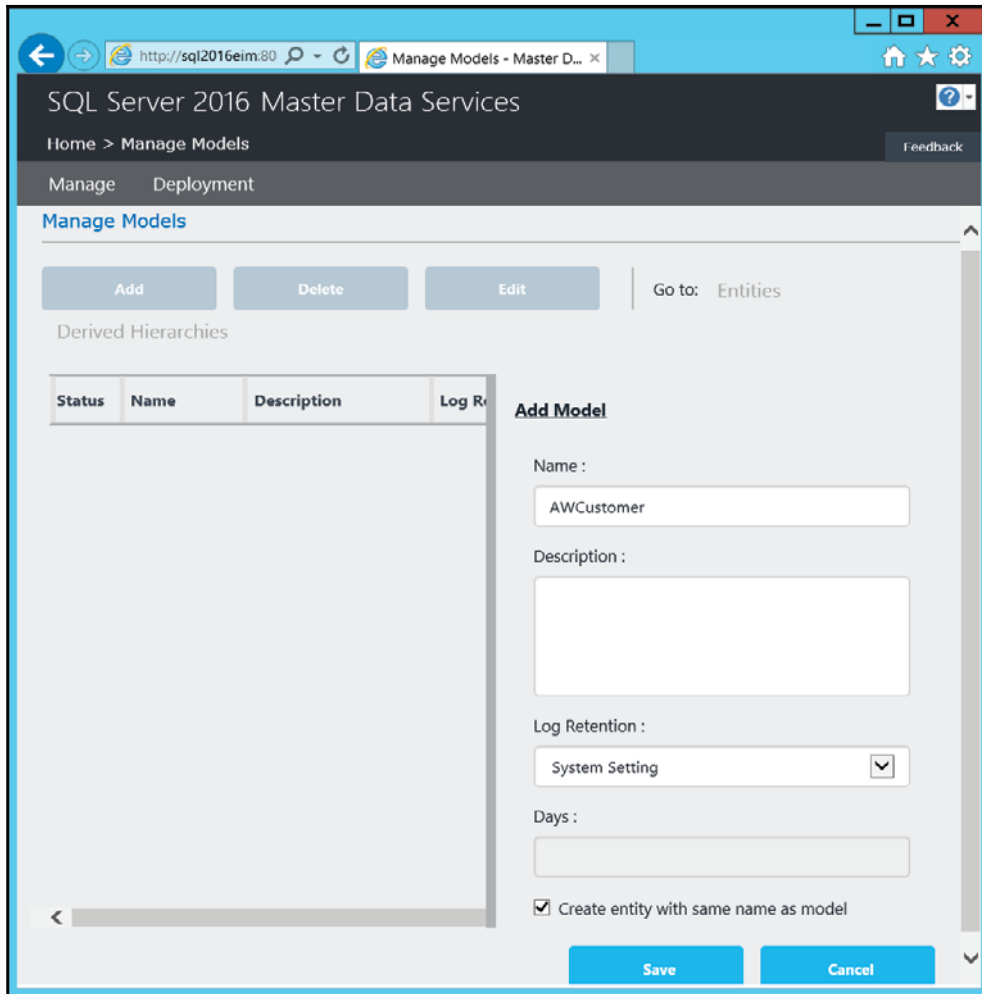 http://sql2016eim:80
Manage Models - Master D...
SQL Server 2016 Master Data Services
Home > Manage Models
Feedback
Manage Deployment
Manage Models
Add Delete Edit Go to: Entities
Derived Hierarchies
Status Name Description Log Re
Add Model
Name :
AWCustomer
Description :
Log Retention :
System Setting
Days :
Create entity with same name as model
Save Cancel